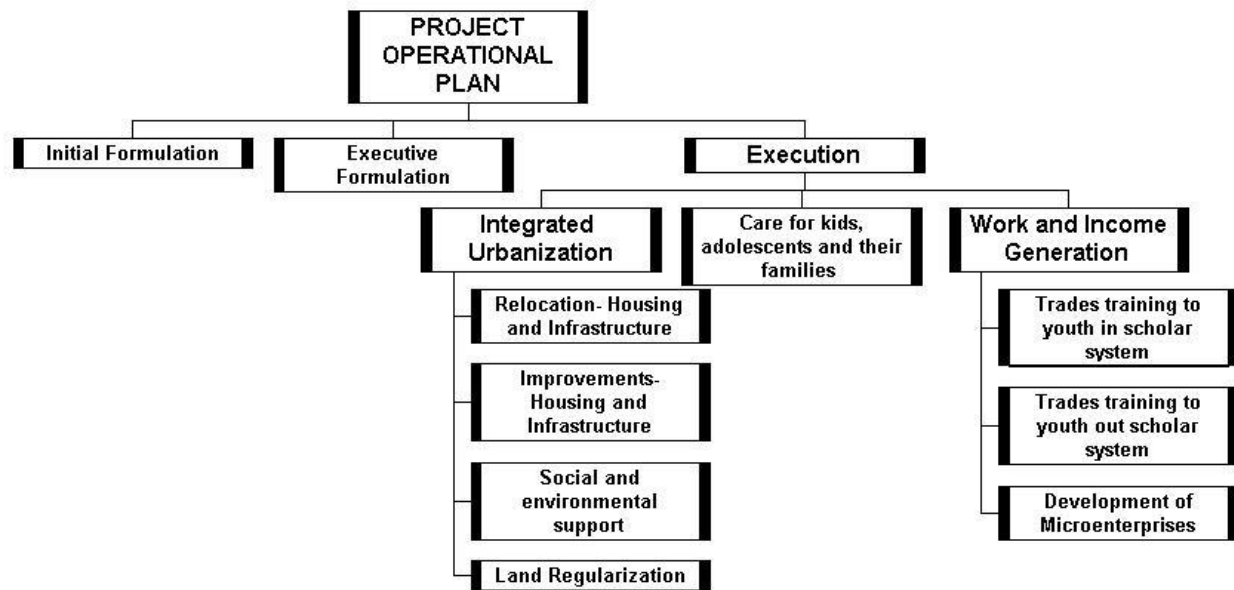 PROJECT
OPERATIONAL
PLAN
Initial Formulation
Executive
Formulation
Execution
Integrated
Urbanization
Care for kids,
adolescents and their
families
Work and Income
Generation
Relocation- Housing
and Infrastructure
Improvements-
Housing and
Infrastructure
Social and
environmental
support
Land Regularization
Trades training to
youth in scholar
system
Trades training to
youth out scholar
system
Development of
Microenterprises